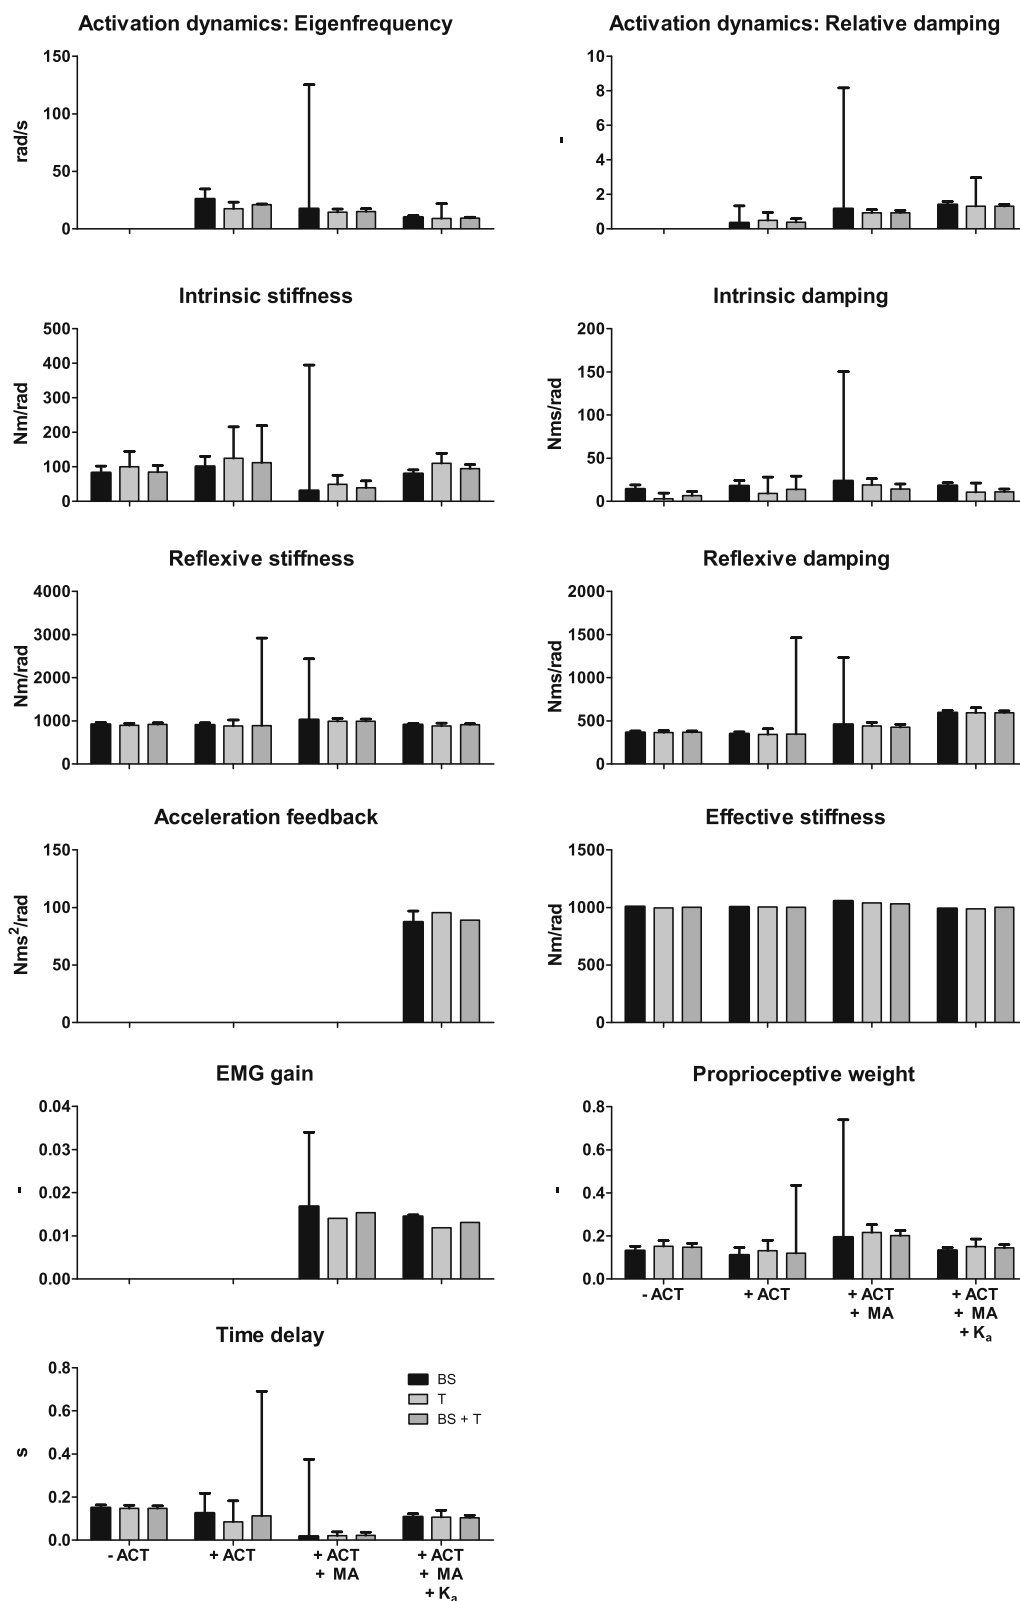 Activation dynamics: Eigenfrequency
150
100
50
0
rad/s
Activation dynamics: Relative damping
10
8
6
4
2
0
-
Intrinsic stiffness
500
400
300
200
100
0
Nm/rad
Intrinsic damping
200
150
100
50
0
Nms/rad
Reflexive stiffness
4000
3000
2000
1000
0
Nm/rad
Reflexive damping
2000
1500
1000
500
0
Nms/rad
Acceleration feedback
150
100
50
0
Nms²/rad
Effective stiffness
1500
1000
500
0
Nm/rad
EMG gain
0.04
0.03
0.02
0.01
0.00
-
Proprioceptive weight
0.8
0.6
0.4
0.2
0.0
-
- ACT + ACT + ACT + ACT
+ MA + MA
+ Kₐ
Time delay
0.8
0.6
0.4
0.2
0.0
s
BS
T
BS + T
- ACT + ACT + ACT + ACT
+ MA + MA
+ Kₐ